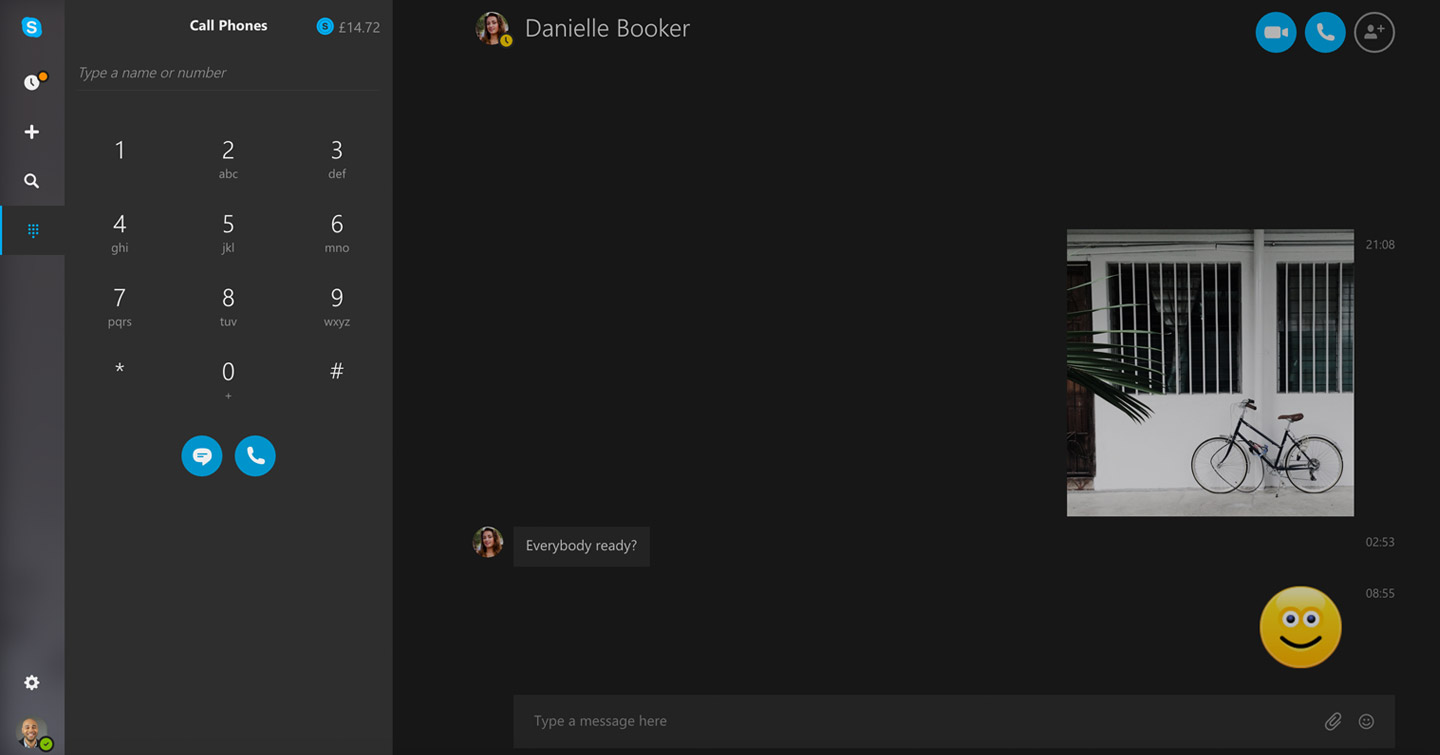 S
Call Phones
S £14.72
Type a name or number
1
2
3
abc
def
4
5
6
ghi
jkl
mno
7
8
9
pqrs
tuv
wxyz
*
0
#
+
Danielle Booker
21:08
Everybody ready?
02:53
08:55
Type a message here